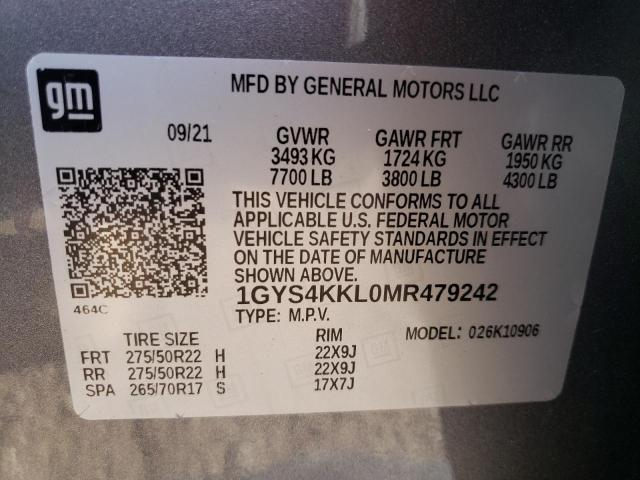 gm
MFD BY GENERAL MOTORS LLC
09/21 GVWR GAWR FRT GAWR RR
3493 KG 1724 KG 1950 KG
7700 LB 3800 LB 4300 LB
THIS VEHICLE CONFORMS TO ALL
APPLICABLE U.S. FEDERAL MOTOR
VEHICLE SAFETY STANDARDS IN EFFECT
ON THE DATE OF MANUFACTURE
SHOWN ABOVE.
464C
1GYS4KKL0MR479242
TYPE: M.P.V.
TIRE SIZE RIM MODEL: 026K10906
FRT 275/50R22 H 22X9J
RR 275/50R22 H 22X9J
SPA 265/70R17 S 17X7J